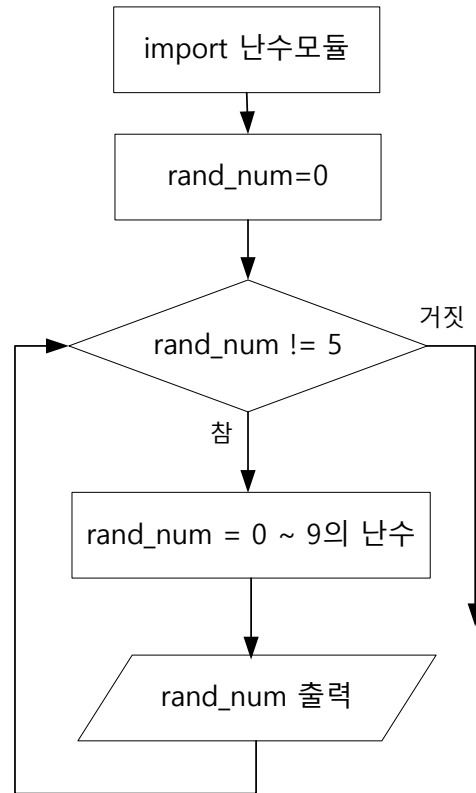 import 난수모듈
rand_num=0
rand_num != 5
거짓
참
rand_num = 0 ~ 9의 난수
rand_num 출력